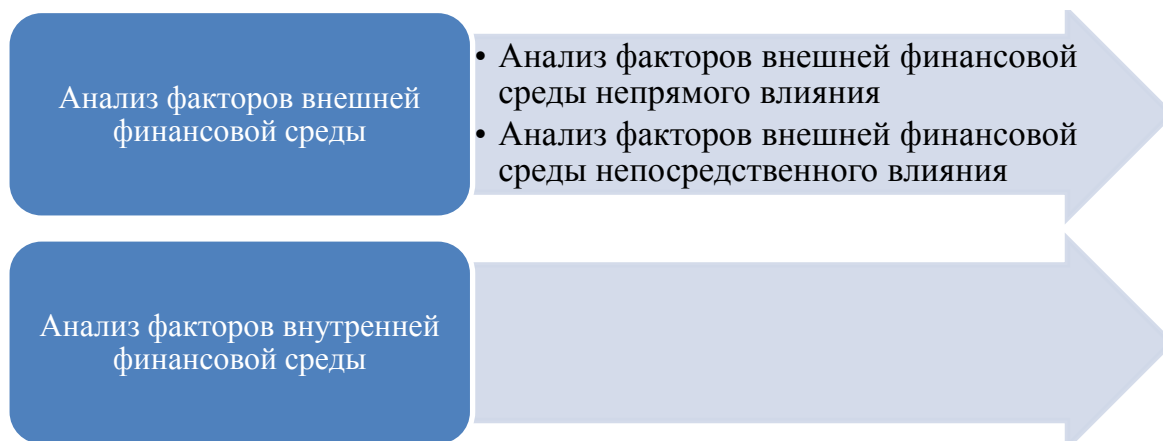 Анализ факторов внешней
финансовой среды
• Анализ факторов внешней финансовой
среды непрямого влияния
• Анализ факторов внешней финансовой
среды непосредственного влияния
Анализ факторов внутренней
финансовой среды